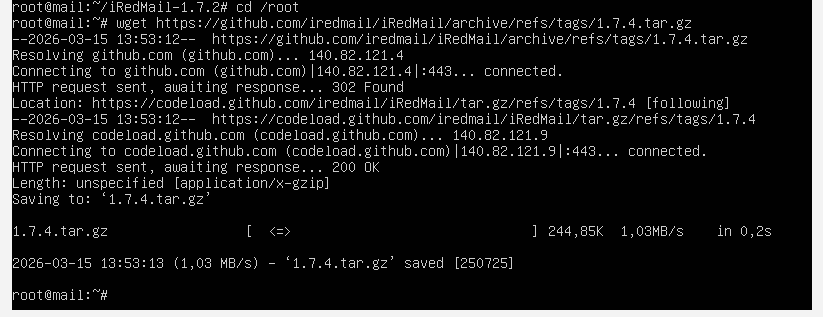 root@mail:~/iRedMail-1.7.2# cd /root
root@mail:~# wget https://github.com/iredmail/iRedMail/archive/refs/tags/1.7.4.tar.gz
--2026-03-15 13:53:12--  https://github.com/iredmail/iRedMail/archive/refs/tags/1.7.4.tar.gz
Resolving github.com (github.com)... 140.82.121.4
Connecting to github.com (github.com)|140.82.121.4|:443... connected.
HTTP request sent, awaiting response... 302 Found
Location: https://codeload.github.com/iredmail/iRedMail/tar.gz/refs/tags/1.7.4 [following]
--2026-03-15 13:53:12--  https://codeload.github.com/iredmail/iRedMail/tar.gz/refs/tags/1.7.4
Resolving codeload.github.com (codeload.github.com)... 140.82.121.9
Connecting to codeload.github.com (codeload.github.com)|140.82.121.9|:443... connected.
HTTP request sent, awaiting response... 200 OK
Length: unspecified [application/x-gzip]
Saving to: ‘1.7.4.tar.gz’
1.7.4.tar.gz                 [  <=>                              ] 244,85K  1,03MB/s    in 0,2s
2026-03-15 13:53:13 (1,03 MB/s) – ‘1.7.4.tar.gz’ saved [250725]
root@mail:~#